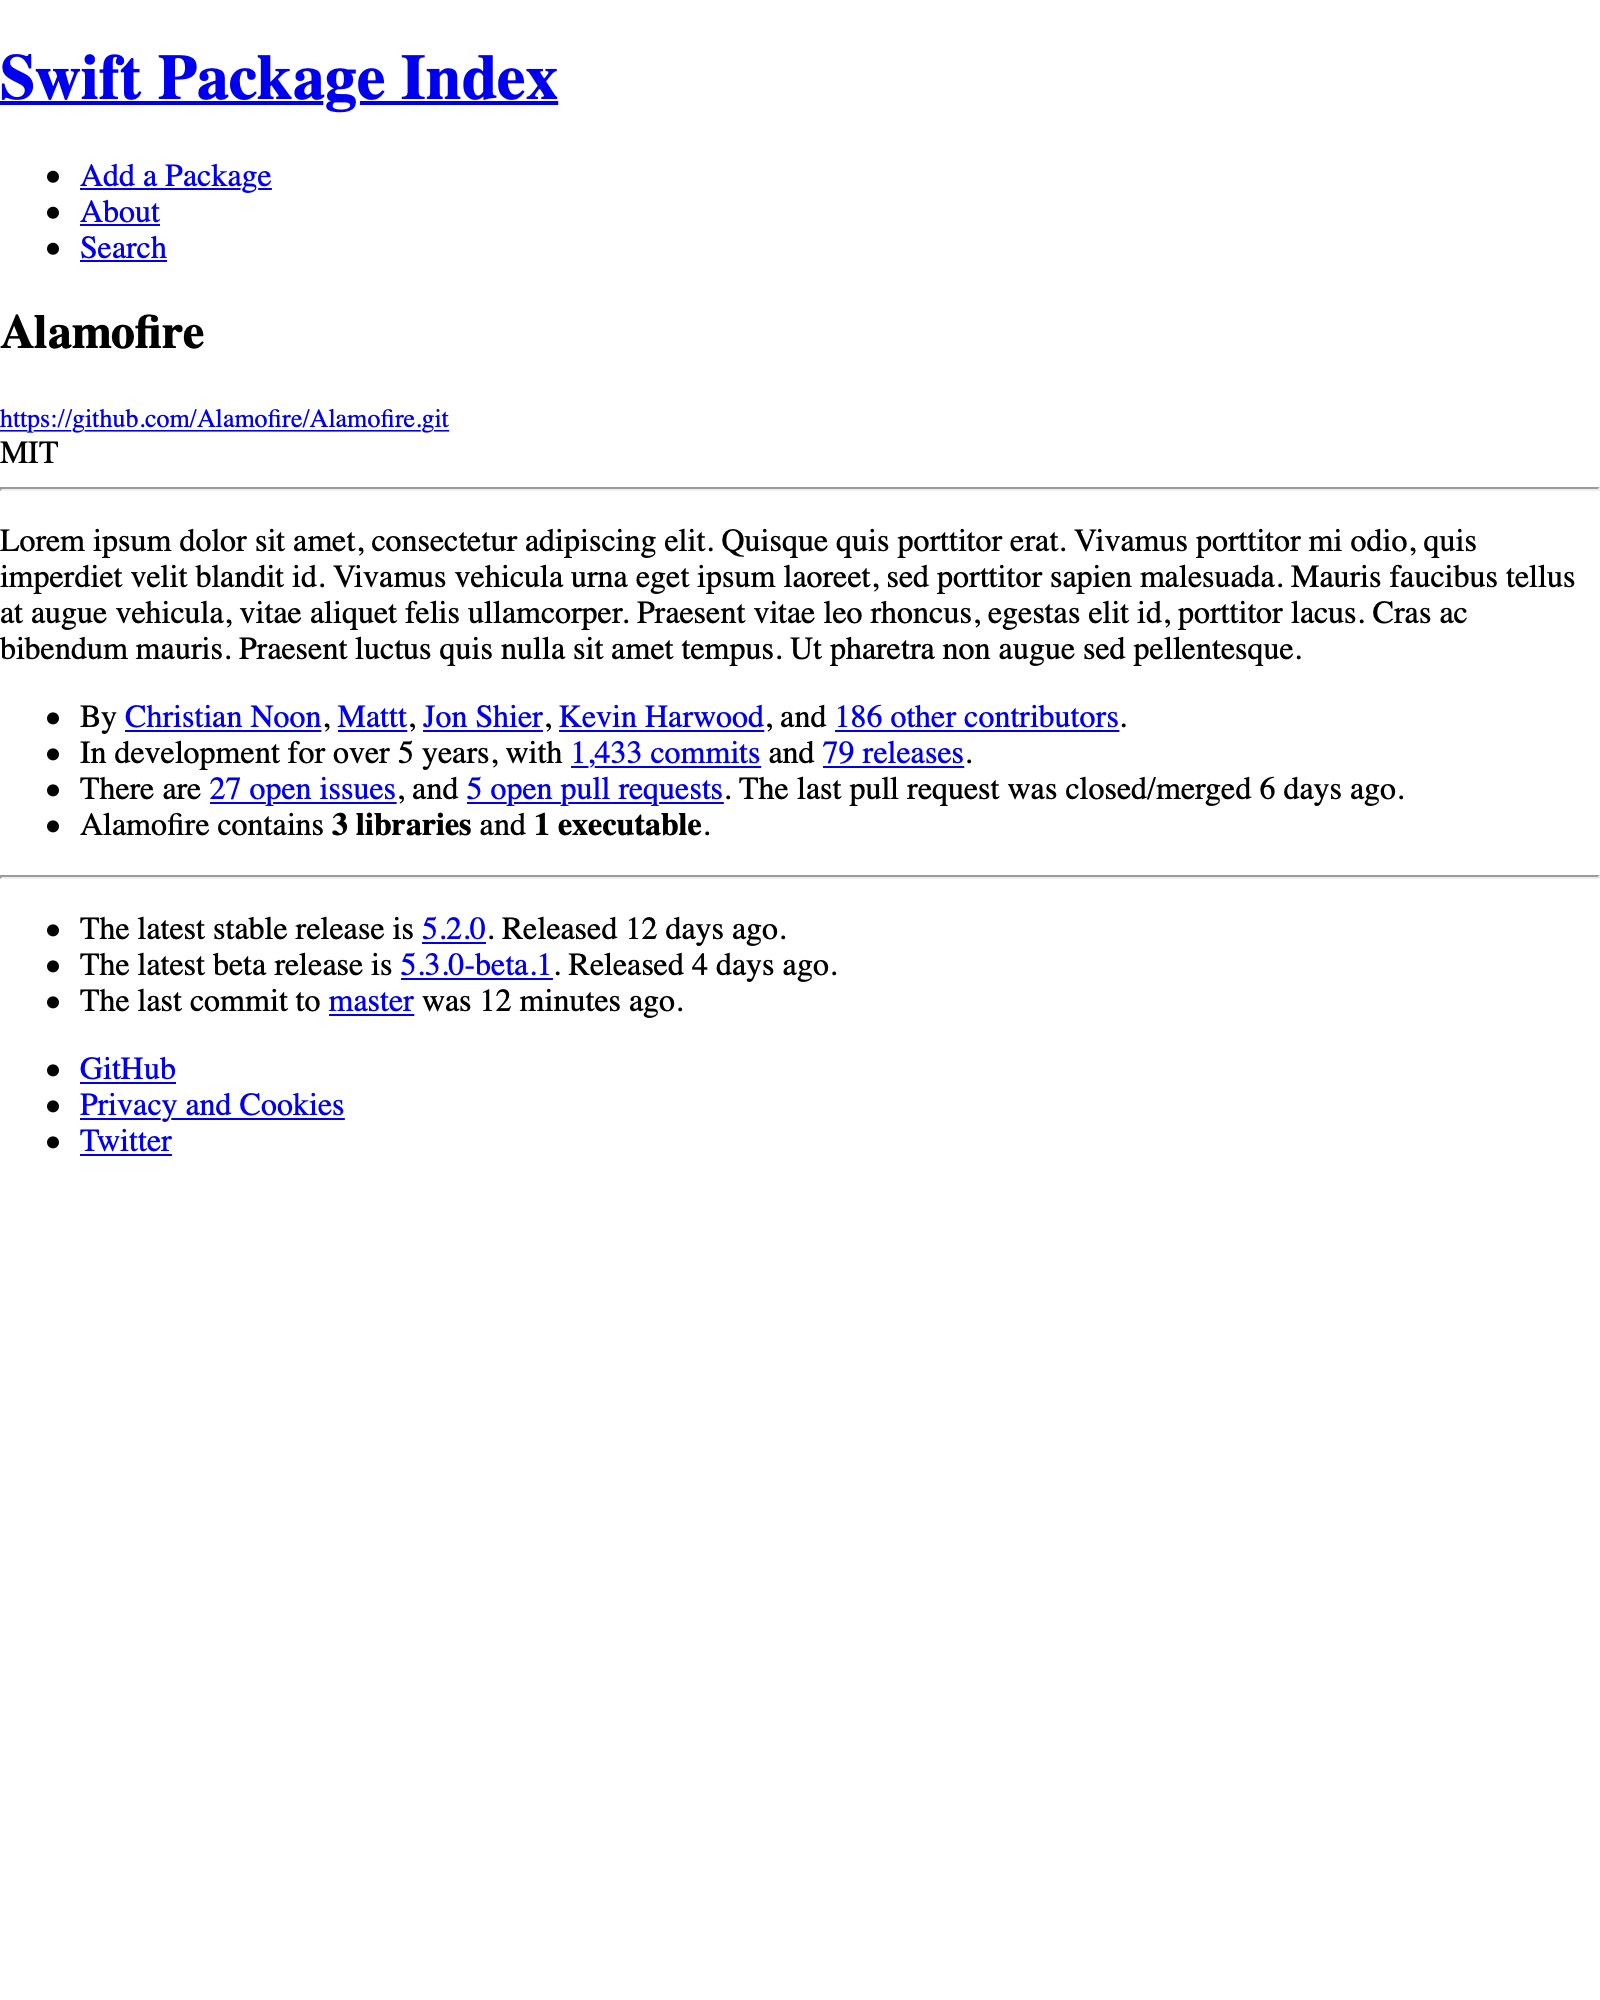 Swift Package Index
Add a Package
About
Search
Alamofire
https://github.com/Alamofire/Alamofire.git
MIT
Lorem ipsum dolor sit amet, consectetur adipiscing elit. Quisque quis porttitor erat. Vivamus porttitor mi odio, quis
imperdiet velit blandit id. Vivamus vehicula urna eget ipsum laoreet, sed porttitor sapien malesuada. Mauris faucibus tellus
at augue vehicula, vitae aliquet felis ullamcorper. Praesent vitae leo rhoncus, egestas elit id, porttitor lacus. Cras ac
bibendum mauris. Praesent luctus quis nulla sit amet tempus. Ut pharetra non augue sed pellentesque.
By Christian Noon, Mattt, Jon Shier, Kevin Harwood, and 186 other contributors.
In development for over 5 years, with 1,433 commits and 79 releases.
There are 27 open issues, and 5 open pull requests. The last pull request was closed/merged 6 days ago.
Alamofire contains 3 libraries and 1 executable.
The latest stable release is 5.2.0. Released 12 days ago.
The latest beta release is 5.3.0-beta.1. Released 4 days ago.
The last commit to master was 12 minutes ago.
GitHub
Privacy and Cookies
Twitter